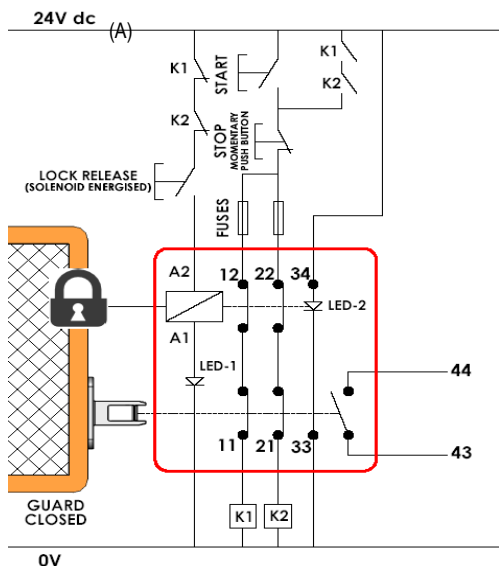 24V dc
(A)
K1
K2
START
STOP
MOMENTARY
PUSH BUTTON
K1
K2
LOCK RELEASE
(SOLENOID ENERGISED)
FUSES
A2
12
22
34
LED-2
A1
LED-1
44
11
21
33
43
K1
K2
GUARD
CLOSED
0V